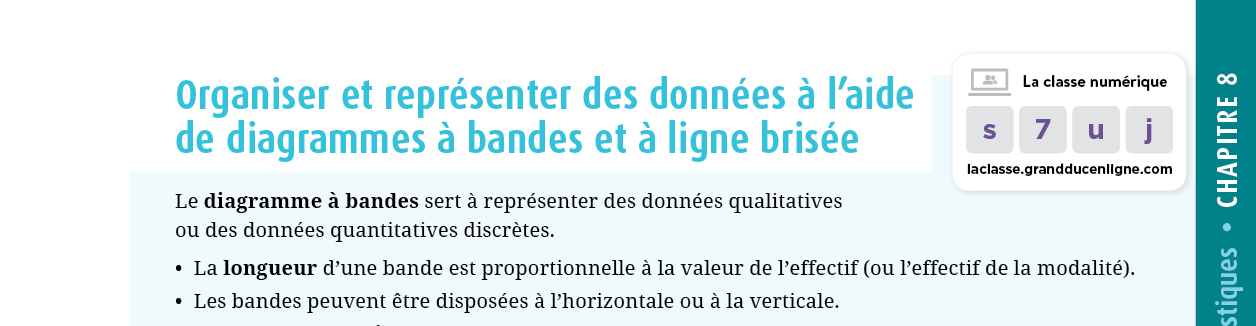 Organiser et représenter des données à l’aide
de diagrammes à bandes et à ligne brisée
La classe numérique
s 7 u j
laclasse.grandducenligne.com
Le diagramme à bandes sert à représenter des données qualitatives
ou des données quantitatives discrètes.
• La longueur d’une bande est proportionnelle à la valeur de l’effectif (ou l’effectif de la modalité).
• Les bandes peuvent être disposées à l’horizontale ou à la verticale.
stiques • CHAPITRE 8